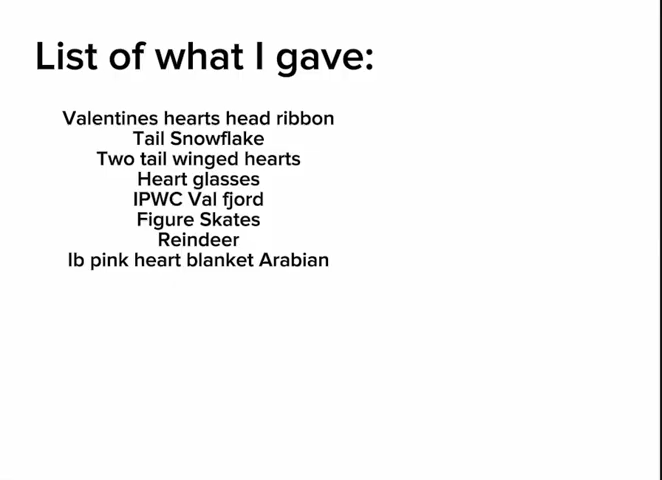 List of what I gave:
Valentines hearts head ribbon
Tail Snowflake
Two tail winged hearts
Heart glasses
IPWC Val fjord
Figure Skates
Reindeer
Ib pink heart blanket Arabian